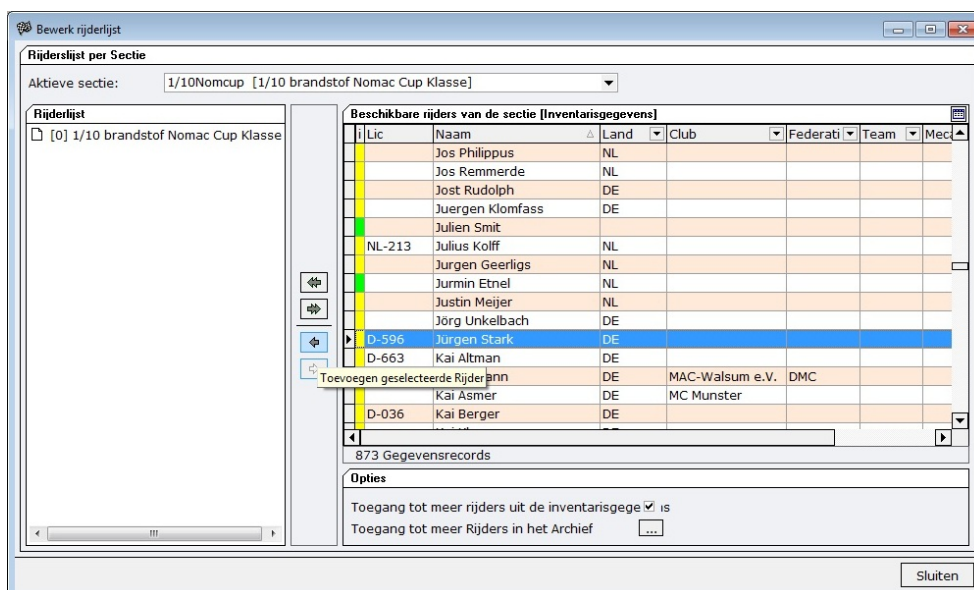 Bewerk rijderlijst
Rijderslijst per Sectie
Aktieve sectie: 1/10Nomcup [1/10 brandstof Nomac Cup Klasse]
Rijderlijst
[0] 1/10 brandstof Nomac Cup Klasse
Beschikbare rijders van de sectie [Inventarisgegevens]
i Lic Naam Land Club Federati Team Meca
Jos Philippus NL
Jos Remmerde NL
Jost Rudolph DE
Juergen Klomfass DE
Julien Smit
NL-213 Julius Kolff NL
Jurgen Geerligs NL
Jurmin Etnel NL
Justin Meijer NL
Jörg Unkelbach DE
D-596 Jürgen Stark DE
D-663 Kai Altman DE
Toevoegen geselecteerde Rijder
ann DE MAC-Walsum e.V. DMC
Kai Asmer DE MC Munster
D-036 Kai Berger DE
873 Gegevensrecords
Opties
Toegang tot meer rijders uit de inventarisgege is
Toegang tot meer Rijders in het Archief ...
Sluiten